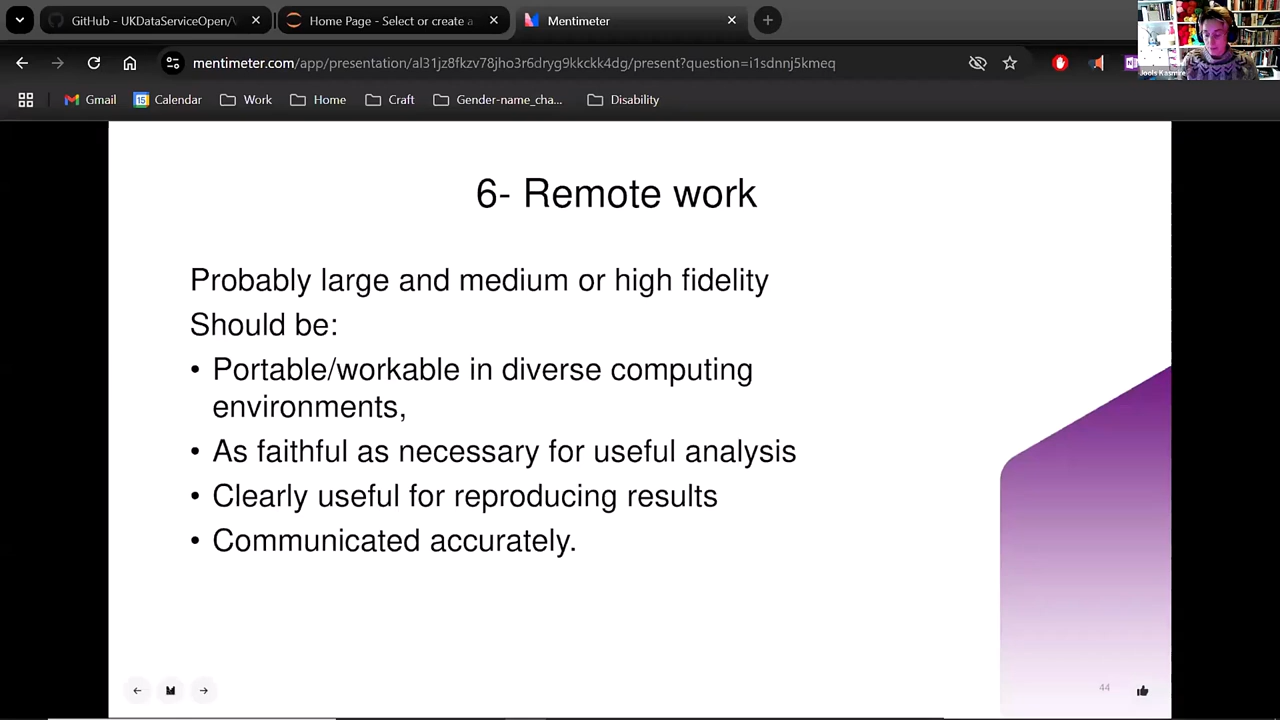 GitHub - UKDataServiceOpen/
Home Page - Select or create a
Mentimeter
mentimeter.com/app/presentation/al31jz8fkzv78jho3r6dryg9kkckk4dg/present?question=i1sdnnj5kmeq
Gmail
Calendar
Work
Home
Craft
Gender-name_cha...
Disability
Jools Kasmire
6- Remote work
Probably large and medium or high fidelity
Should be:
• Portable/workable in diverse computing
environments,
• As faithful as necessary for useful analysis
• Clearly useful for reproducing results
• Communicated accurately.
44